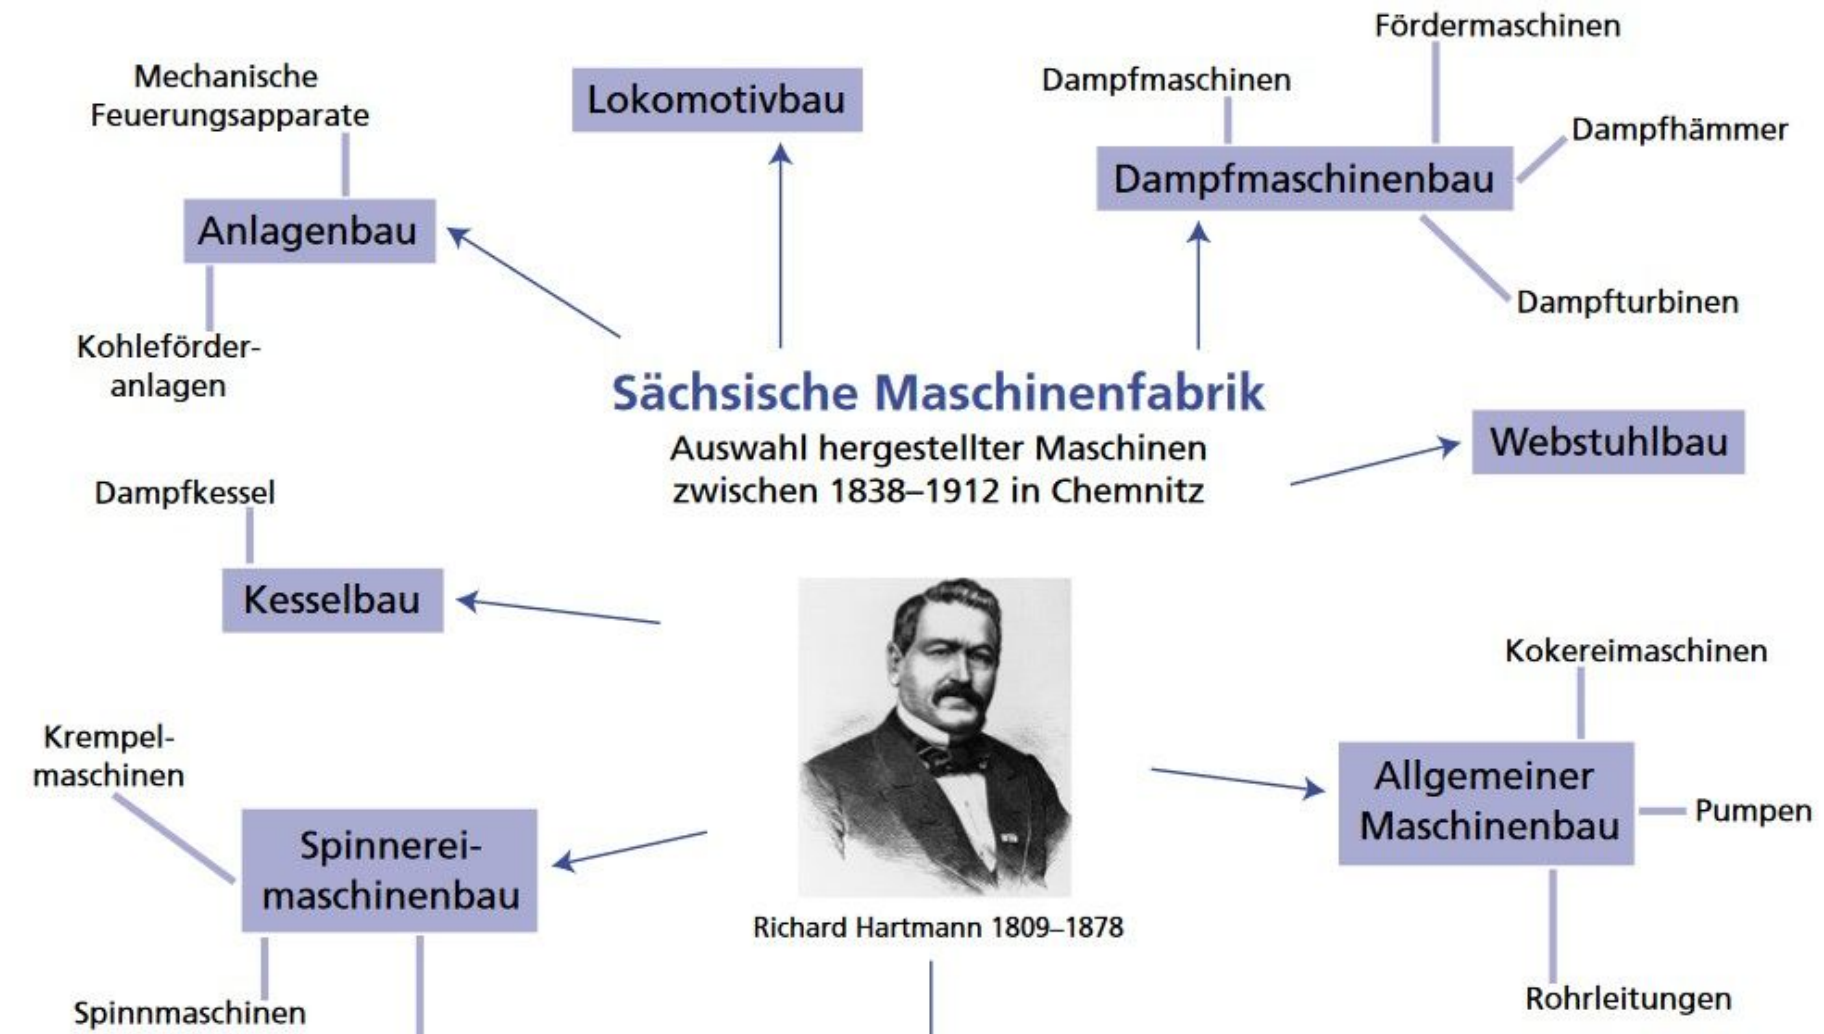 Fördermaschinen
Mechanische
Feuerungsapparate
Lokomotivbau
Dampfmaschinen
Dampfhämmer
Dampfmaschinenbau
Anlagenbau
Dampfturbinen
Kohleförder-
anlagen
Sächsische Maschinenfabrik
Auswahl hergestellter Maschinen
zwischen 1838–1912 in Chemnitz
Webstuhlbau
Dampfkessel
Kesselbau
Kokereimaschinen
Krempel-
maschinen
Allgemeiner
Maschinenbau
Pumpen
Spinnerei-
maschinenbau
Richard Hartmann 1809–1878
Rohrleitungen
Spinnmaschinen